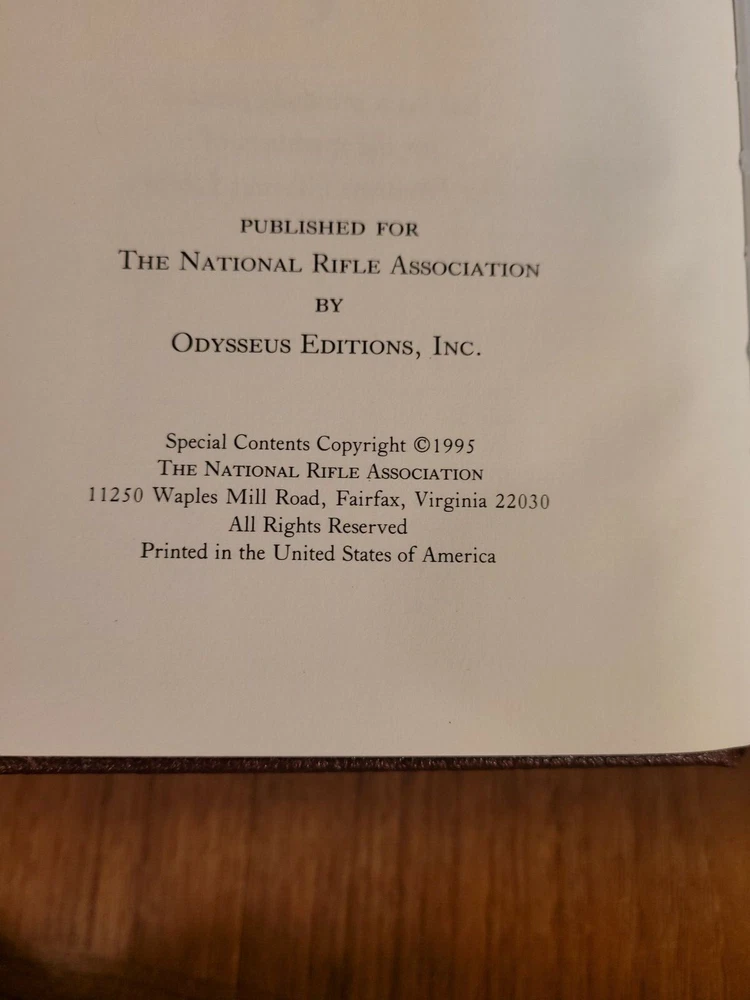 PUBLISHED FOR
THE NATIONAL RIFLE ASSOCIATION
BY
ODYSSEUS EDITIONS, INC.
Special Contents Copyright ©1995
THE NATIONAL RIFLE ASSOCIATION
11250 Waples Mill Road, Fairfax, Virginia 22030
All Rights Reserved
Printed in the United States of America